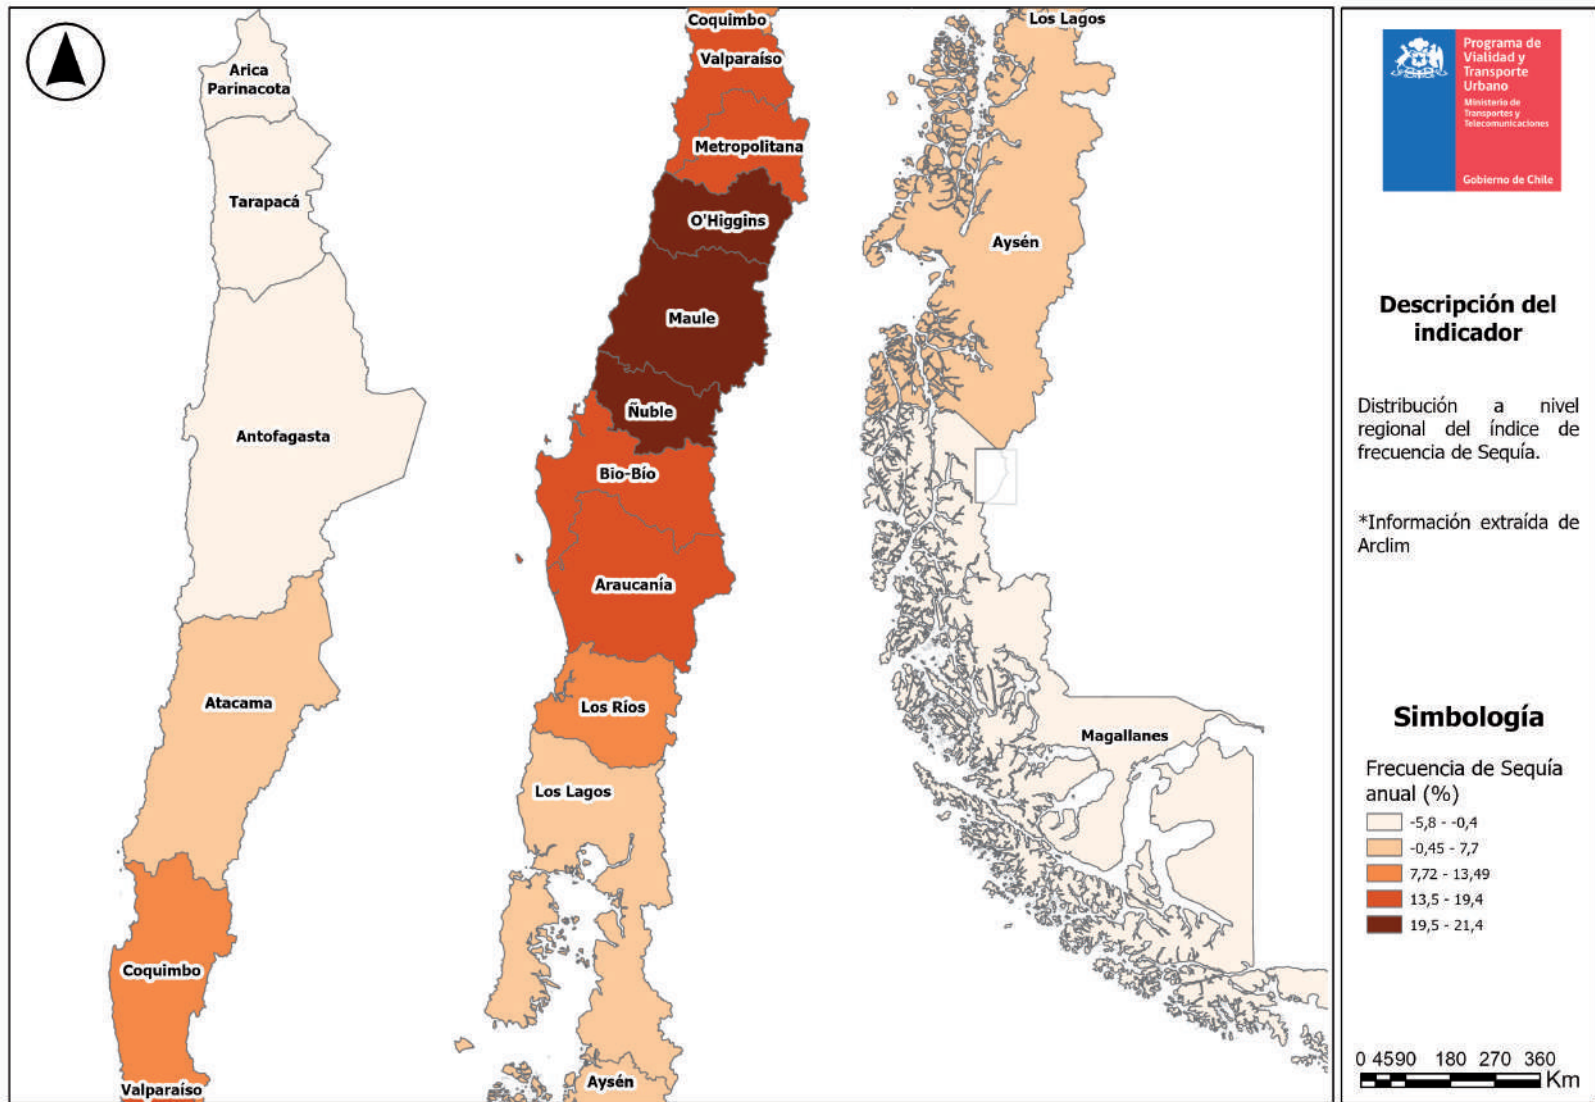 Arica
Parinacota
Tarapacá
Antofagasta
Atacama
Coquimbo
Valparaíso
Coquimbo
Valparaíso
Metropolitana
O'Higgins
Maule
Ñuble
Bio-Bío
Araucanía
Los Ríos
Los Lagos
Aysén
Los Lagos
Aysén
Magallanes
Programa de
Vialidad y
Transporte
Urbano
Ministerio de
Transportes y
Telecomunicaciones
Gobierno de Chile
Descripción del
indicador
Distribución a nivel
regional del índice de
frecuencia de Sequía.
*Información extraída de
Arclim
Simbología
Frecuencia de Sequía
anual (%)
-5,8 - -0,4
-0,45 - 7,7
7,72 - 13,49
13,5 - 19,4
19,5 - 21,4
0 4590 180 270 360
Km